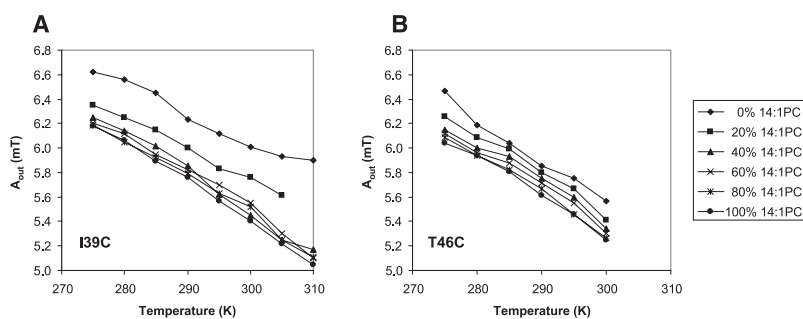 A
6.8
6.6
6.4
6.2
6.0
5.8
5.6
5.4
5.2
5.0
A_out (mT)
I39C
270 280 290 300 310
Temperature (K)
B
6.8
6.6
6.4
6.2
6.0
5.8
5.6
5.4
5.2
5.0
A_out (mT)
T46C
270 280 290 300 310
Temperature (K)
0% 14:1PC
20% 14:1PC
40% 14:1PC
60% 14:1PC
80% 14:1PC
100% 14:1PC